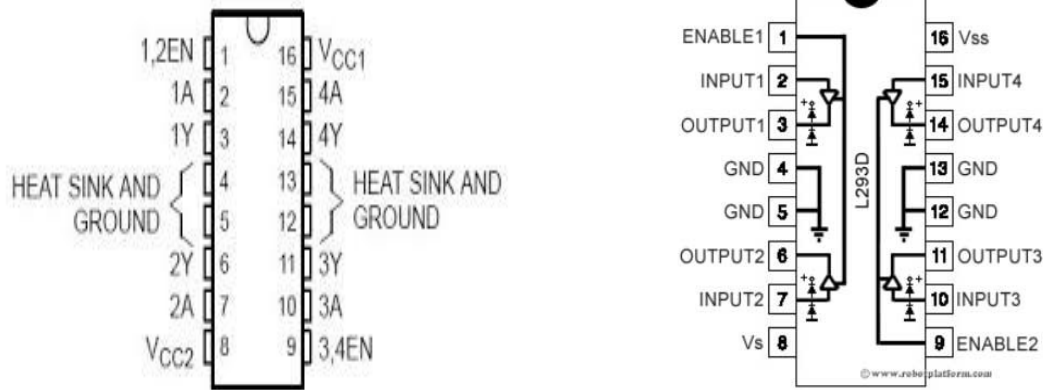 1,2EN 1 16 VCC1
1A 2 15 4A
1Y 3 14 4Y
HEAT SINK AND
GROUND
4 13
5 12
HEAT SINK AND
GROUND
2Y 6 11 3Y
2A 7 10 3A
VCC2 8 9 3,4EN
ENABLE1 1 16 Vss
INPUT1 2 15 INPUT4
OUTPUT1 3 14 OUTPUT4
GND 4 13 GND
GND 5 12 GND
OUTPUT2 6 11 OUTPUT3
INPUT2 7 10 INPUT3
Vs 8 9 ENABLE2
L293D
+ + + +
©www.robotplatform.com